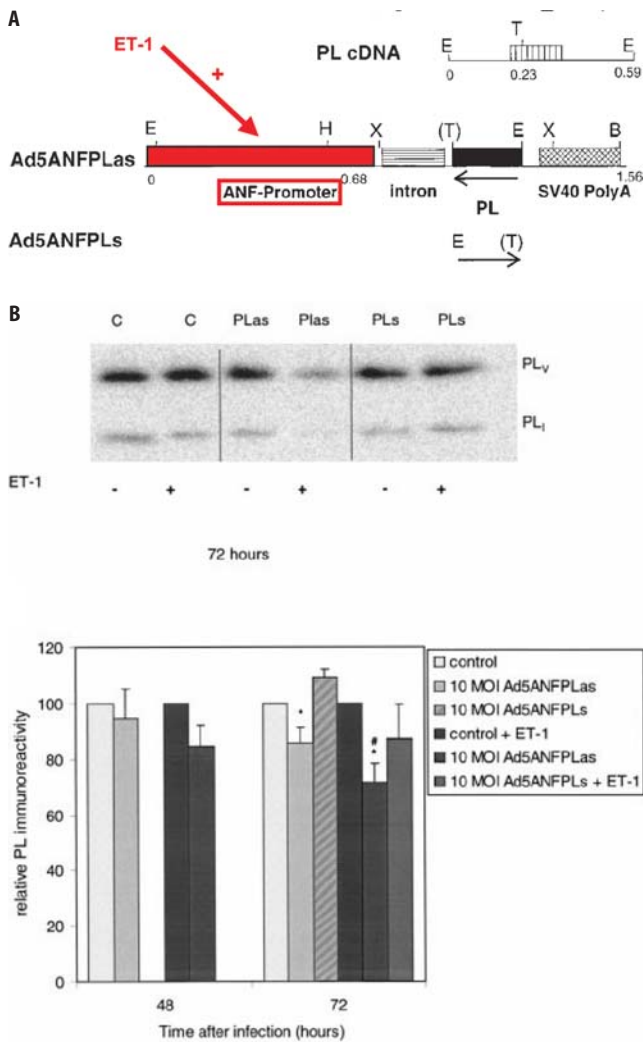 A
ET-1
+
PL cDNA
E T E
0 0.23 0.59
E H X (T) E X B
Ad5ANFPLas
0 0.68 1.56
ANF-Promoter intron PL SV40 PolyA
Ad5ANFPLs
E (T)
B
C C PLas Plas PLs PLs
PLV
PLI
ET-1 - + - + - +
72 hours
relative PL immunoreactivity
120
100
80
60
40
20
0
*
#
*
48 72
Time after infection (hours)
control
10 MOI Ad5ANFPLas
10 MOI Ad5ANFPLs
control + ET-1
10 MOI Ad5ANFPLas
10 MOI Ad5ANFPLs + ET-1